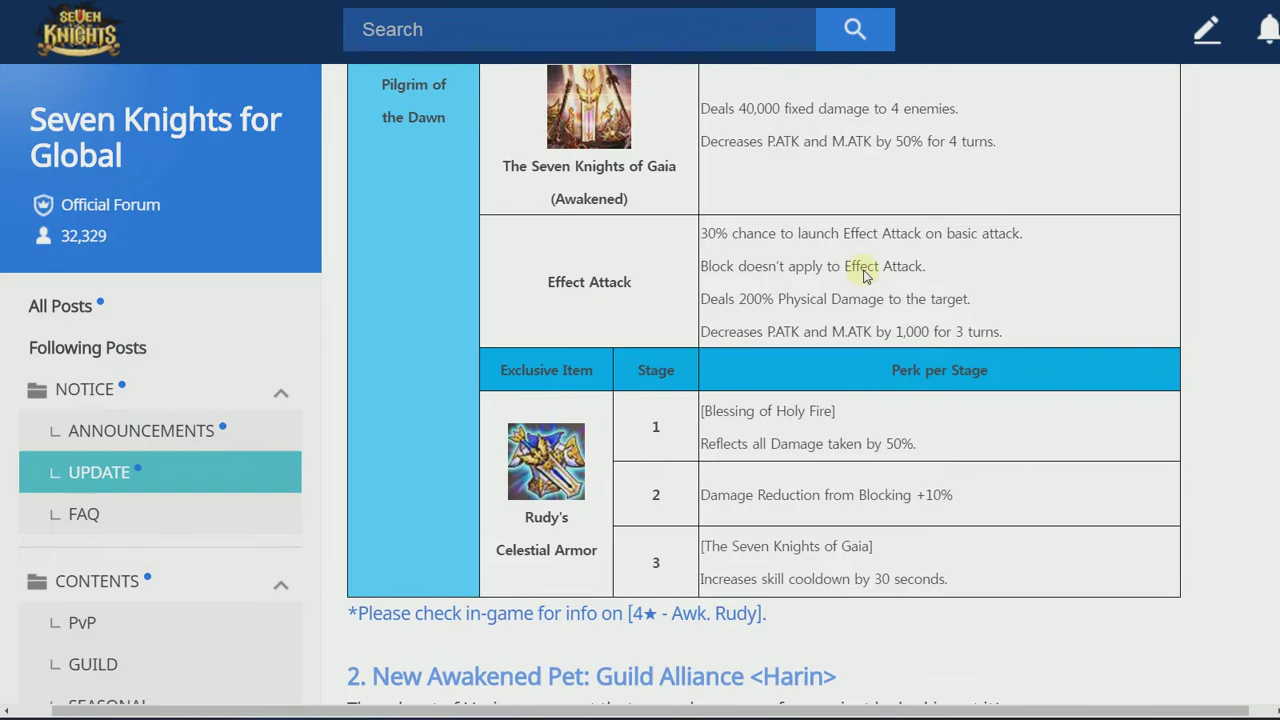 SEVEN
KNIGHTS
Search
Seven Knights for
Global
Official Forum
32,329
All Posts
Following Posts
NOTICE
ANNOUNCEMENTS
UPDATE
FAQ
CONTENTS
PvP
GUILD
SEASONAL
Pilgrim of
the Dawn
The Seven Knights of Gaia
(Awakened)
Deals 40,000 fixed damage to 4 enemies.
Decreases P.ATK and M.ATK by 50% for 4 turns.
Effect Attack
30% chance to launch Effect Attack on basic attack.
Block doesn't apply to Effect Attack.
Deals 200% Physical Damage to the target.
Decreases P.ATK and M.ATK by 1,000 for 3 turns.
Exclusive Item
Stage
Perk per Stage
Rudy's
Celestial Armor
1
[Blessing of Holy Fire]
Reflects all Damage taken by 50%.
2
Damage Reduction from Blocking +10%
3
[The Seven Knights of Gaia]
Increases skill cooldown by 30 seconds.
*Please check in-game for info on [4★ - Awk. Rudy].
2. New Awakened Pet: Guild Alliance <Harin>